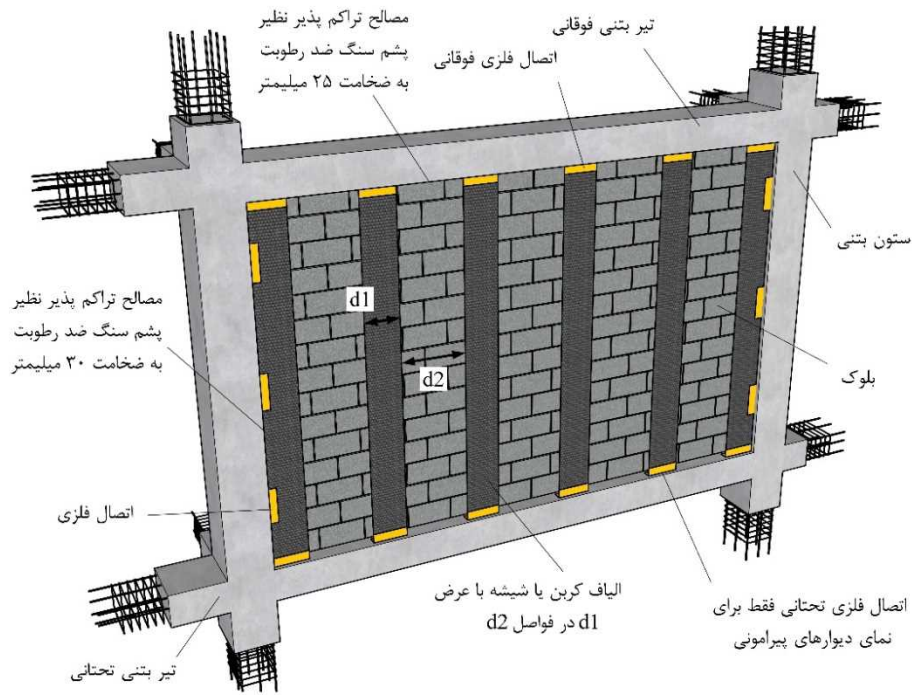 مصالح تراکم پذیر نظیر
پشم سنگ ضد رطوبت
به ضخامت ۲۵ میلیمتر
اتصال فلزی فوقانی
تیر بتنی فوقانی
ستون بتنی
مصالح تراکم پذیر نظیر
پشم سنگ ضد رطوبت
به ضخامت ۳۰ میلیمتر
d1
d2
بلوک
اتصال فلزی
تیر بتنی تحتانی
الیاف کربن یا شیشه با عرض
d1 در فواصل d2
اتصال فلزی تحتانی فقط برای
نمای دیوارهای پیرامونی